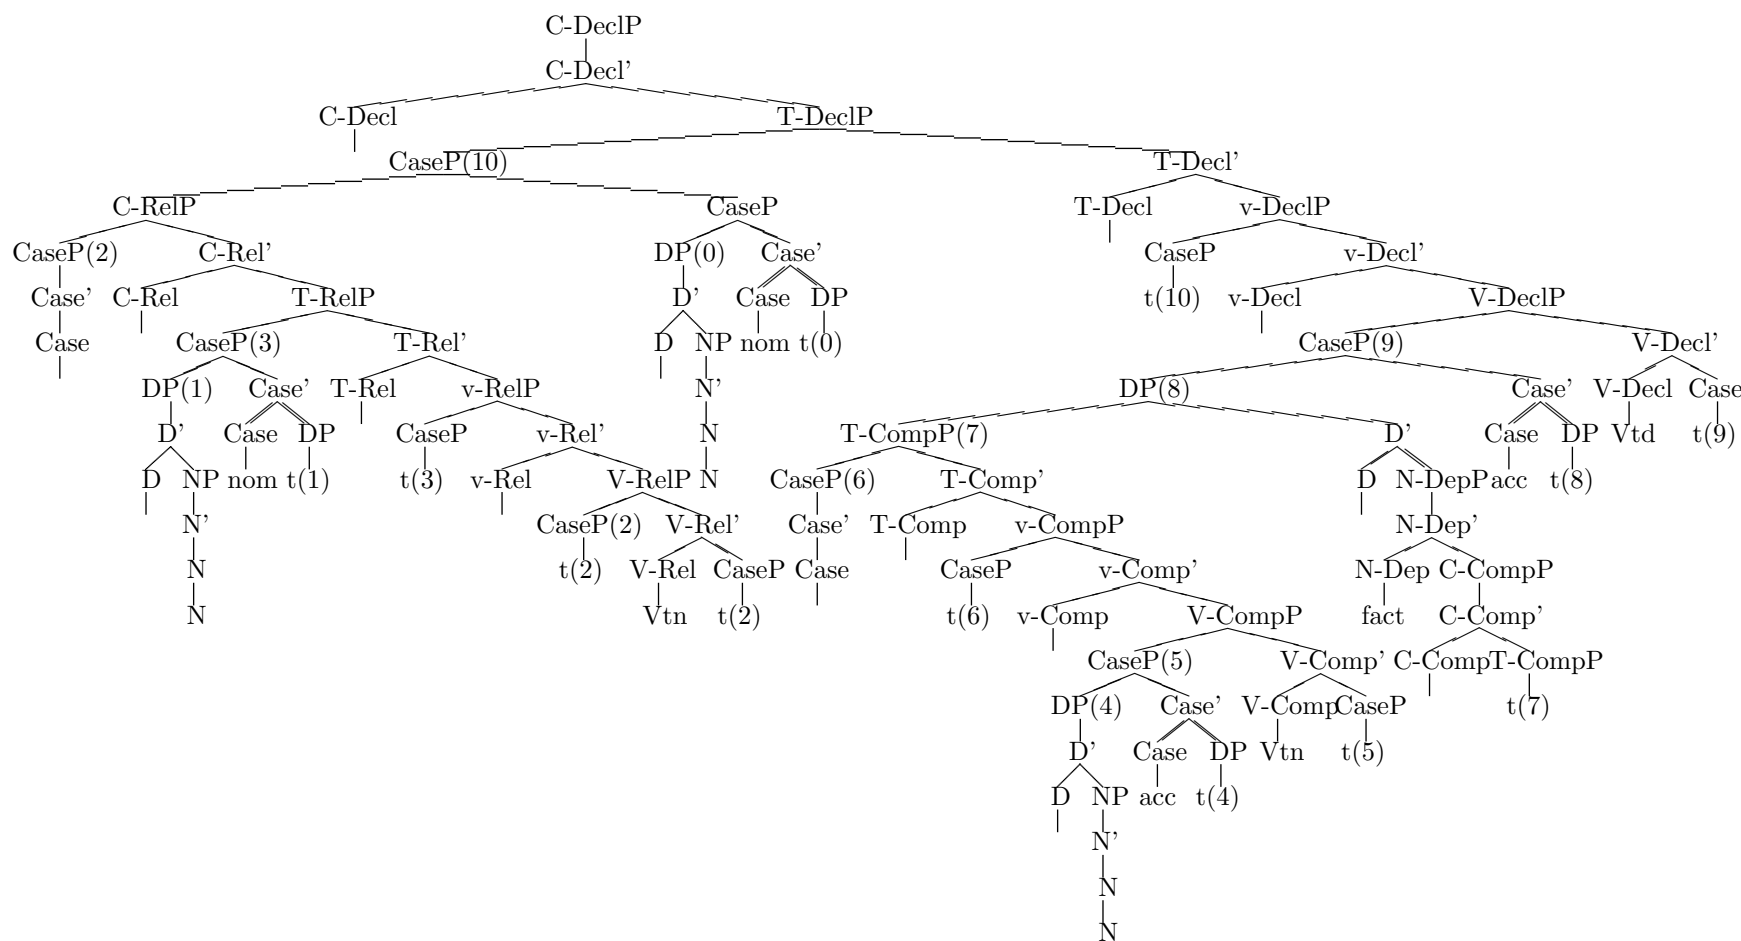 C-DeclP
C-Decl'
C-Decl T-DeclP
CaseP(10) T-Decl'
C-RelP CaseP T-Decl v-DeclP
CaseP(2) C-Rel' DP(0) Case' CaseP v-Decl'
Case' C-Rel T-RelP D' Case DP t(10) v-Decl V-DeclP
Case CaseP(3) T-Rel' D NP nom t(0) CaseP(9) V-Decl'
DP(1) Case' T-Rel v-RelP N' DP(8) Case' V-Decl Case
D' Case DP CaseP v-Rel' N T-CompP(7) D' Case DP Vtd t(9)
D NP nom t(1) t(3) v-Rel V-RelP N CaseP(6) T-Comp' D N-DepP acc t(8)
N' CaseP(2) V-Rel' Case' T-Comp v-CompP N-Dep'
N t(2) V-Rel CaseP Case CaseP v-Comp' N-Dep C-CompP
N Vtn t(2) t(6) v-Comp V-CompP fact C-Comp'
CaseP(5) V-Comp' C-Comp T-CompP
DP(4) Case' V-Comp CaseP t(7)
D' Case DP Vtn t(5)
D NP acc t(4)
N'
N
N